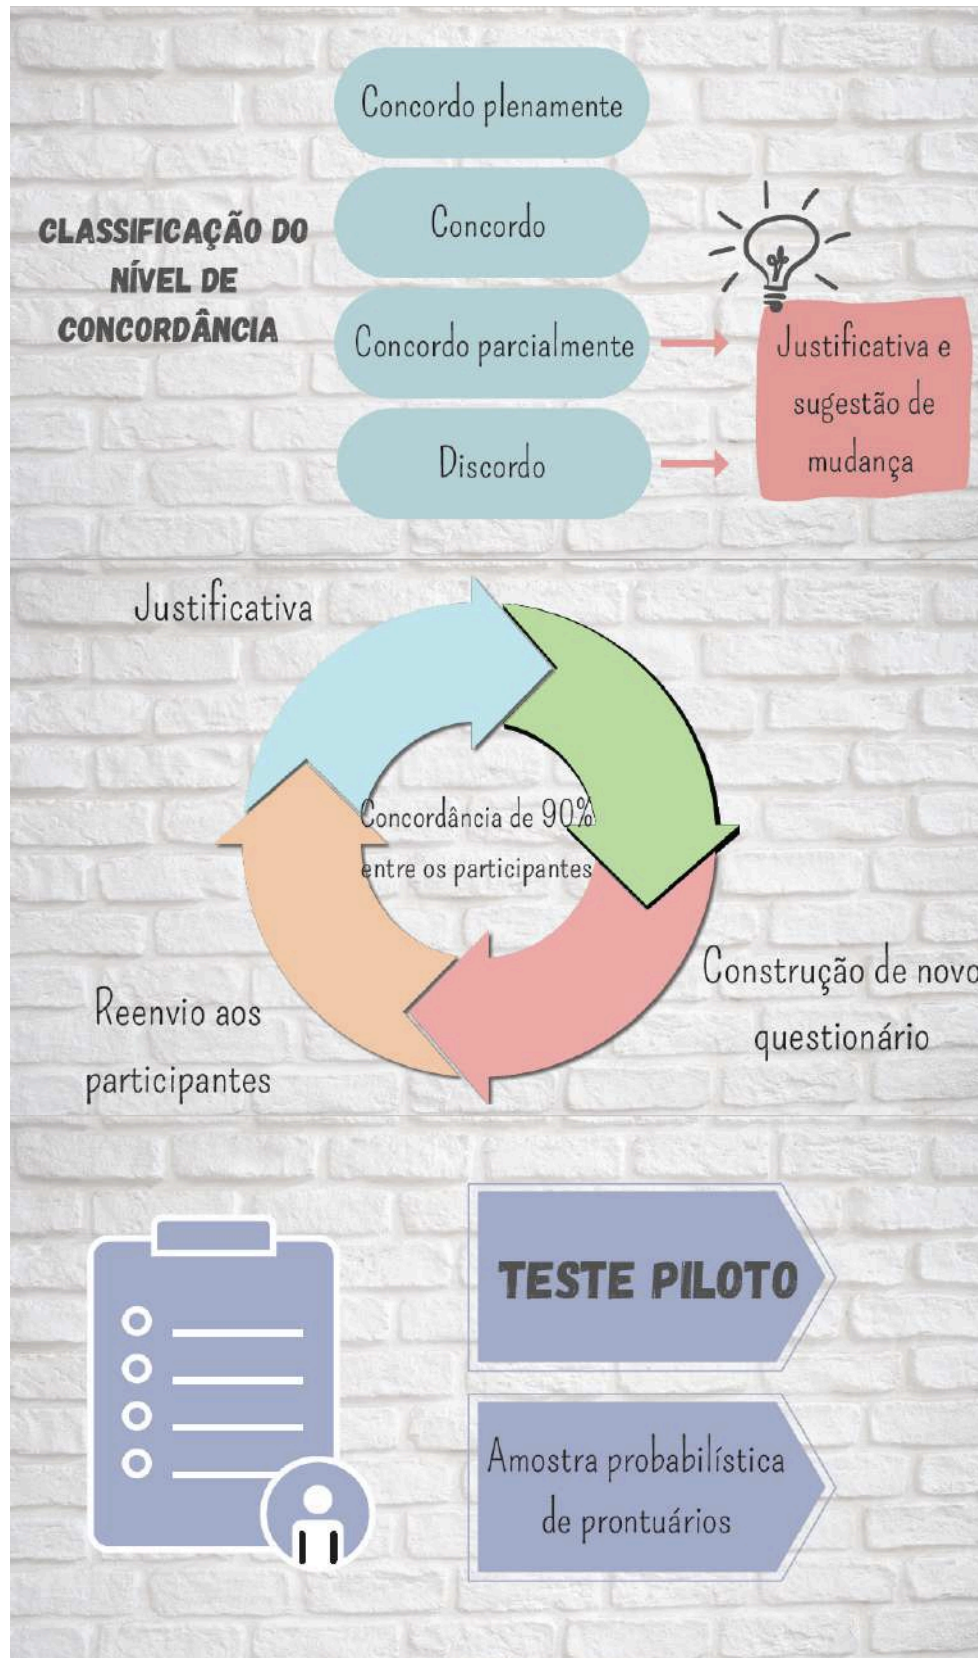 Concordo plenamente
Concordo
CLASSIFICAÇÃO DO
NÍVEL DE
CONCORDÂNCIA
Concordo parcialmente
Discordo
Justificativa e
sugestão de
mudança
Justificativa
Concordância de 90%
entre os participantes
Construção de novo
questionário
Reenvio aos
participantes
TESTE PILOTO
Amostra probabilística
de prontuários